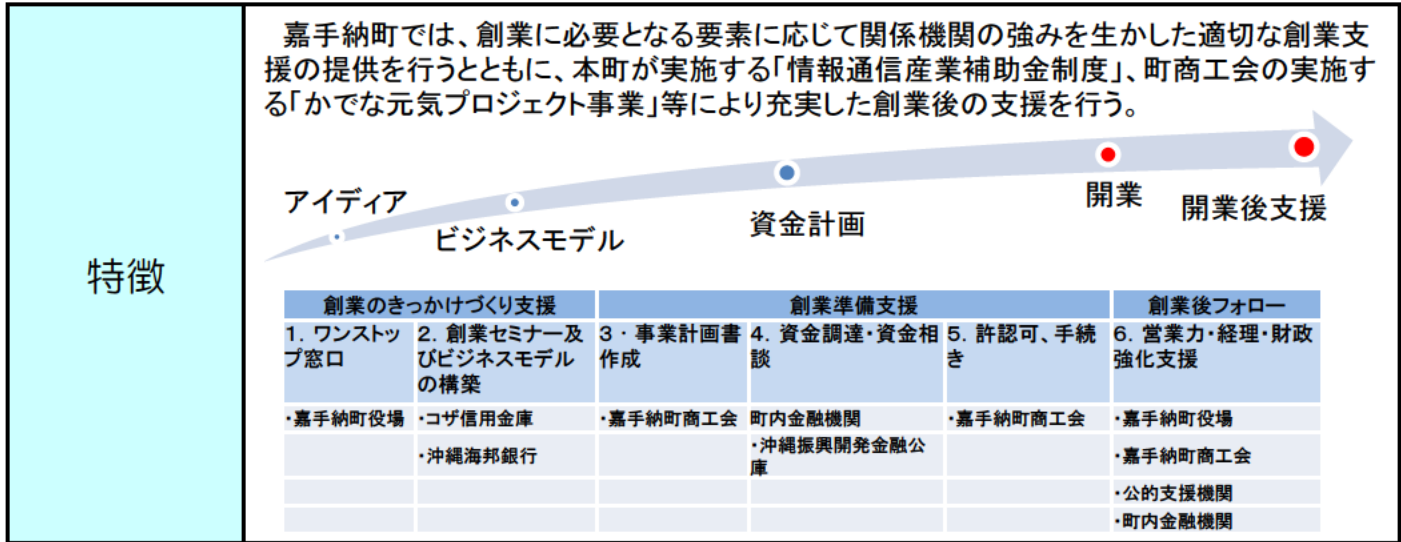 特徴
嘉手納町では、創業に必要となる要素に応じて関係機関の強みを生かした適切な創業支
援の提供を行うとともに、本町が実施する「情報通信産業補助金制度」、町商工会の実施す
る「かでな元気プロジェクト事業」等により充実した創業後の支援を行う。
アイディア
ビジネスモデル
資金計画
開業
開業後支援
創業のきっかけづくり支援 創業準備支援 創業後フォロー
1. ワンストッ 2. 創業セミナー及 3・事業計画書 4. 資金調達・資金相 5. 許認可、手続 6. 営業力・経理・財政
プ窓口 びビジネスモデル 作成 談 き 強化支援
の構築
・嘉手納町役場 ・コザ信用金庫 ・嘉手納町商工会 町内金融機関 ・嘉手納町商工会 ・嘉手納町役場
・沖縄海邦銀行 ・沖縄振興開発金融公 ・嘉手納町商工会
庫
・公的支援機関
・町内金融機関